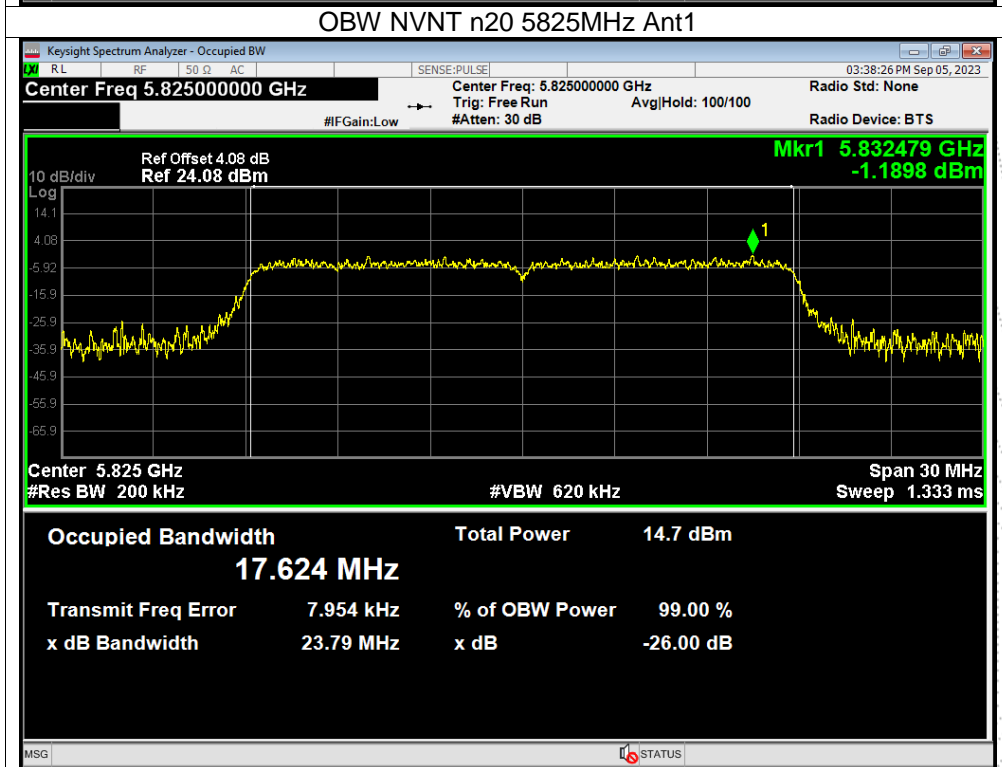 OBW NVNT n20 5825MHz Ant1
Keysight Spectrum Analyzer - Occupied BW
LXI RL RF 50 Ω AC SENSE:PULSE 03:38:26 PM Sep 05, 2023
Center Freq 5.825000000 GHz Center Freq: 5.825000000 GHz Radio Std: None
Trig: Free Run Avg|Hold: 100/100
#IFGain:Low #Atten: 30 dB Radio Device: BTS
Mkr1 5.832479 GHz
-1.1898 dBm
Ref Offset 4.08 dB
10 dB/div Ref 24.08 dBm
Log
14.1
4.08
-5.92
-15.9
-25.9
-35.9
-45.9
-55.9
-65.9
1
Center 5.825 GHz Span 30 MHz
#Res BW 200 kHz #VBW 620 kHz Sweep 1.333 ms
Occupied Bandwidth Total Power 14.7 dBm
17.624 MHz
Transmit Freq Error 7.954 kHz % of OBW Power 99.00 %
x dB Bandwidth 23.79 MHz x dB -26.00 dB
MSG STATUS